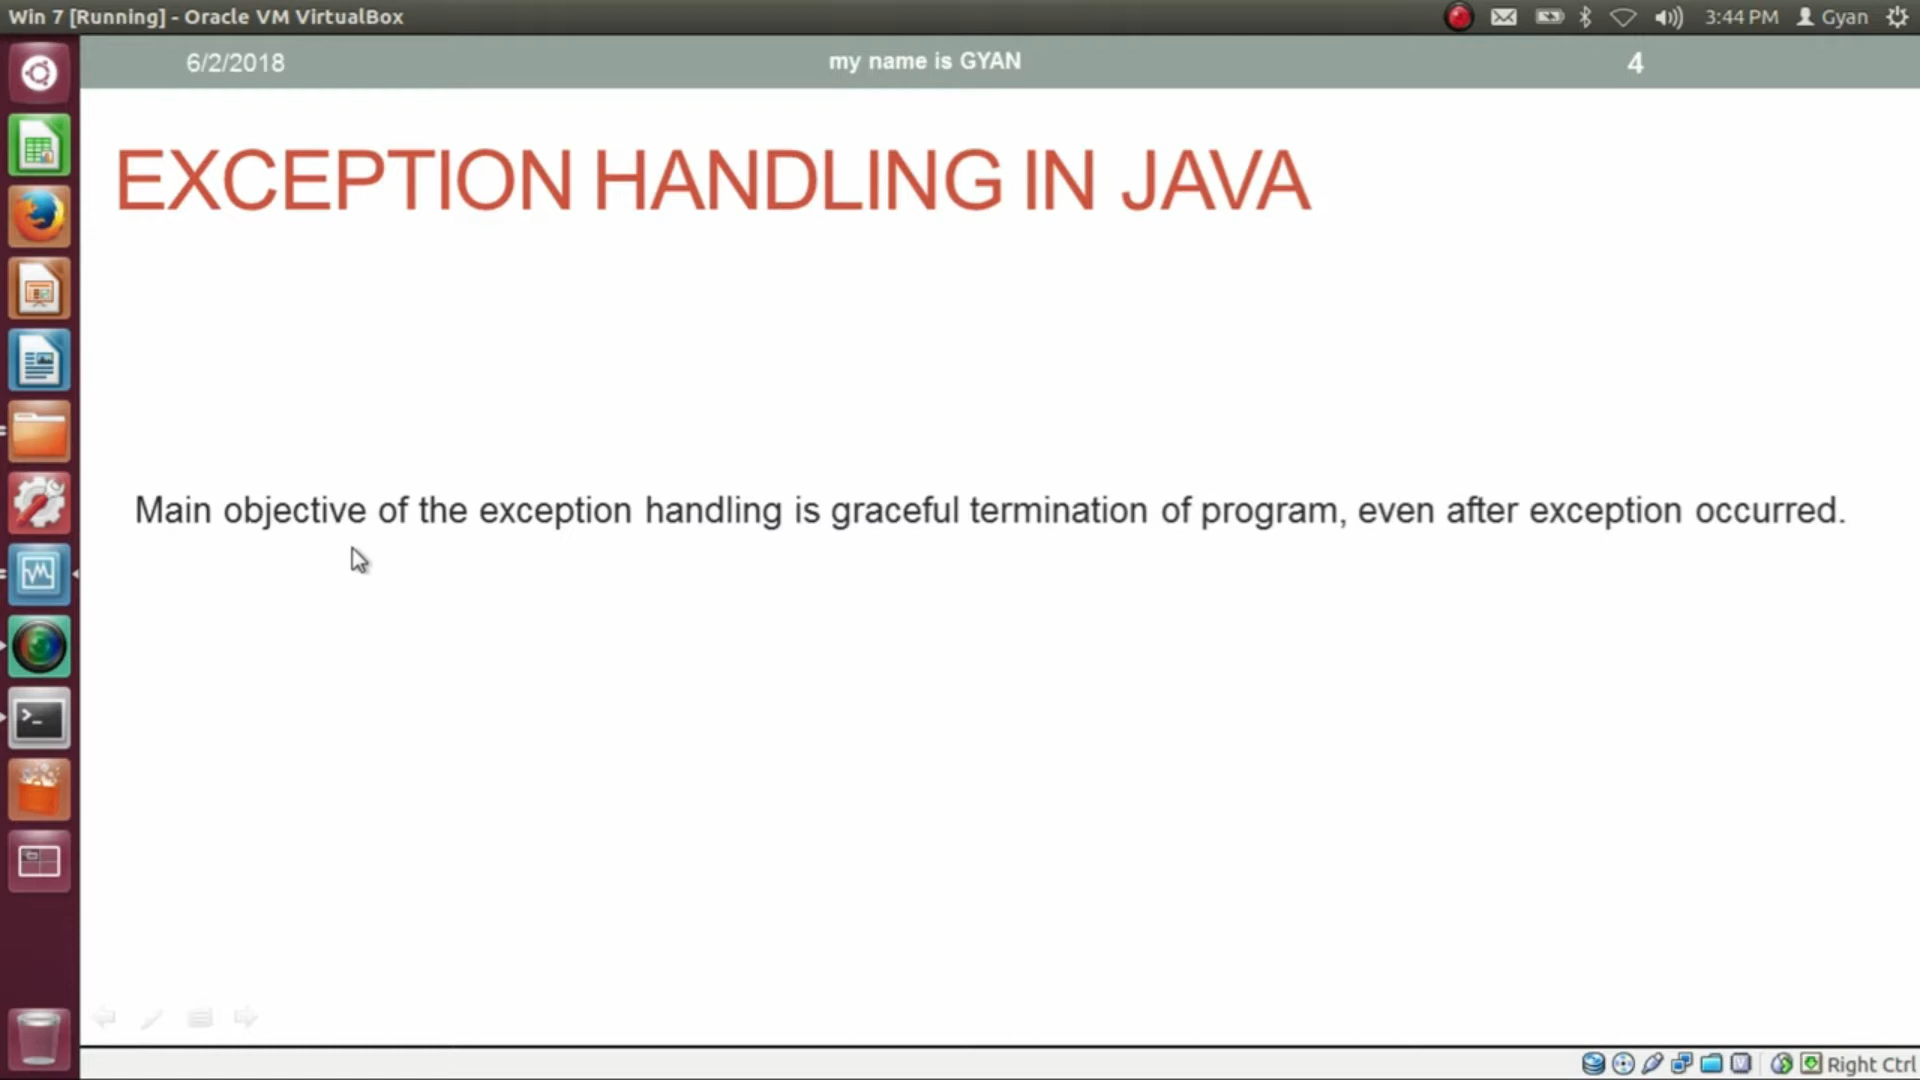 Win 7 [Running] - Oracle VM VirtualBox
3:44 PM Gyan
6/2/2018 my name is GYAN 4
EXCEPTION HANDLING IN JAVA
Main objective of the exception handling is graceful termination of program, even after exception occurred.
Right Ctrl